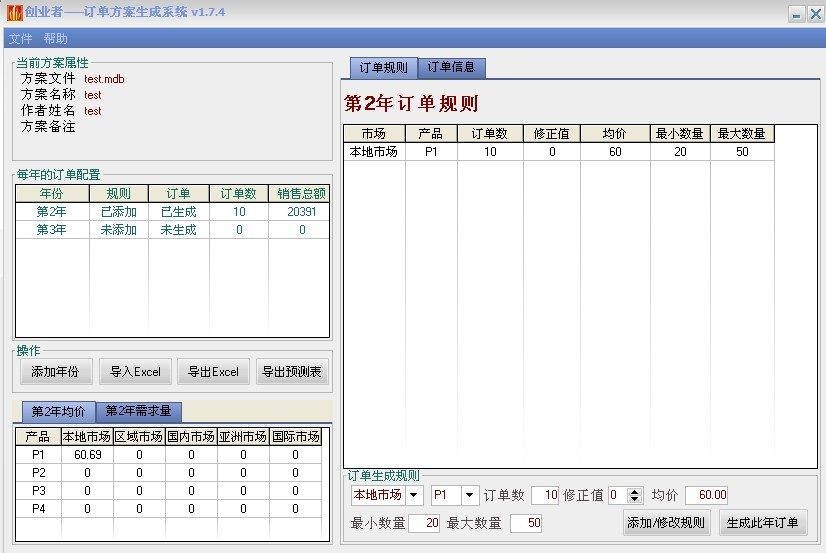 创业者——订单方案生成系统 v1.7.4
文件 帮助
当前方案属性
方案文件 test.mdb
方案名称 test
作者姓名 test
方案备注
每年的订单配置
年份 规则 订单 订单数 销售总额
第2年 已添加 已生成 10 20391
第3年 未添加 未生成 0 0
操作
添加年份 导入Excel 导出Excel 导出预测表
第2年均价 第2年需求量
产品 本地市场 区域市场 国内市场 亚洲市场 国际市场
P1 60.69 0 0 0 0
P2 0 0 0 0 0
P3 0 0 0 0 0
P4 0 0 0 0 0
订单规则 订单信息
第2年订单规则
市场 产品 订单数 修正值 均价 最小数量 最大数量
本地市场 P1 10 0 60 20 50
订单生成规则
本地市场 P1 订单数 10 修正值 0 均价 60.00
最小数量 20 最大数量 50 添加/修改规则 生成此年订单